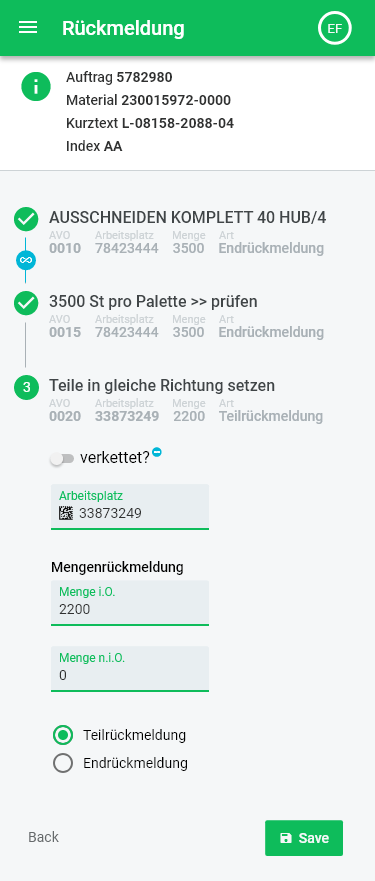 Rückmeldung
EF
Auftrag 5782980
Material 230015972-0000
Kurztext L-08158-2088-04
Index AA
AUSSCHNEIDEN KOMPLETT 40 HUB/4
AVO Arbeitsplatz Menge Art
0010 78423444 3500 Endrückmeldung
3500 St pro Palette >> prüfen
AVO Arbeitsplatz Menge Art
0015 78423444 3500 Endrückmeldung
3 Teile in gleiche Richtung setzen
AVO Arbeitsplatz Menge Art
0020 33873249 2200 Teilrückmeldung
verkettet?
Arbeitsplatz
33873249
Mengenrückmeldung
Menge i.O.
2200
Menge n.i.O.
0
Teilrückmeldung
Endrückmeldung
Back
Save